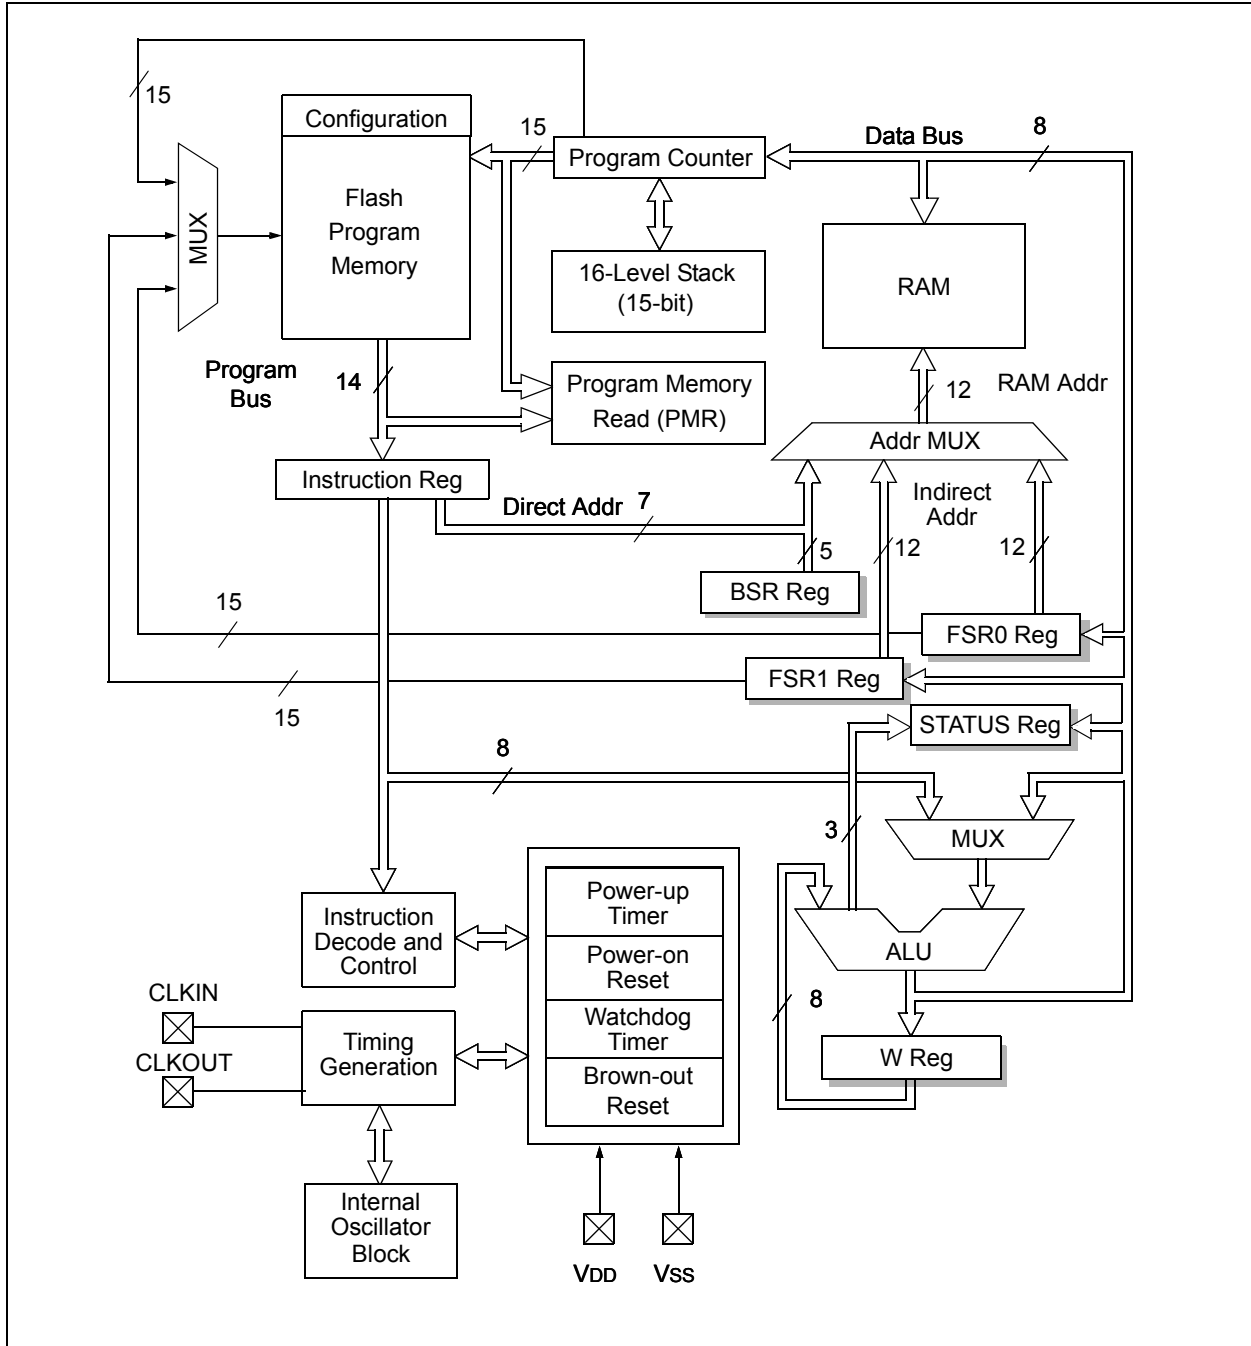 15
Configuration
15
Program Counter
Data Bus
8
MUX
Flash
Program
Memory
16-Level Stack
(15-bit)
RAM
Program
Bus
14
Program Memory
Read (PMR)
12
RAM Addr
Addr MUX
Instruction Reg
Direct Addr
7
Indirect
Addr
5
12
12
BSR Reg
15
FSR0 Reg
FSR1 Reg
15
STATUS Reg
8
3
MUX
Power-up
Timer
Instruction
Decode and
Control
Power-on
Reset
ALU
CLKIN
8
Watchdog
Timer
Timing
Generation
CLKOUT
W Reg
Brown-out
Reset
Internal
Oscillator
Block
VDD
VSS